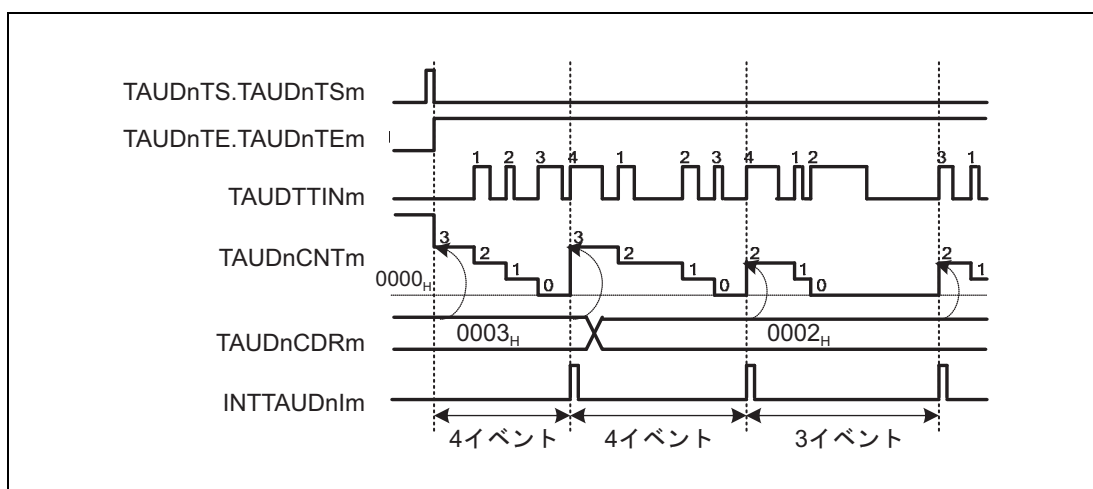 TAUDnTS.TAUDnTSm
TAUDnTE.TAUDnTEm
1 2 3 4 1 2 3 4 1 2 3 1
TAUDTTINm
3 2 1 0 3 2 1 0 2 1 0 2 1
TAUDnCNTm
0000H
TAUDnCDRm
0003H 0002H
INTTAUDnIm
4イベント 4イベント 3イベント